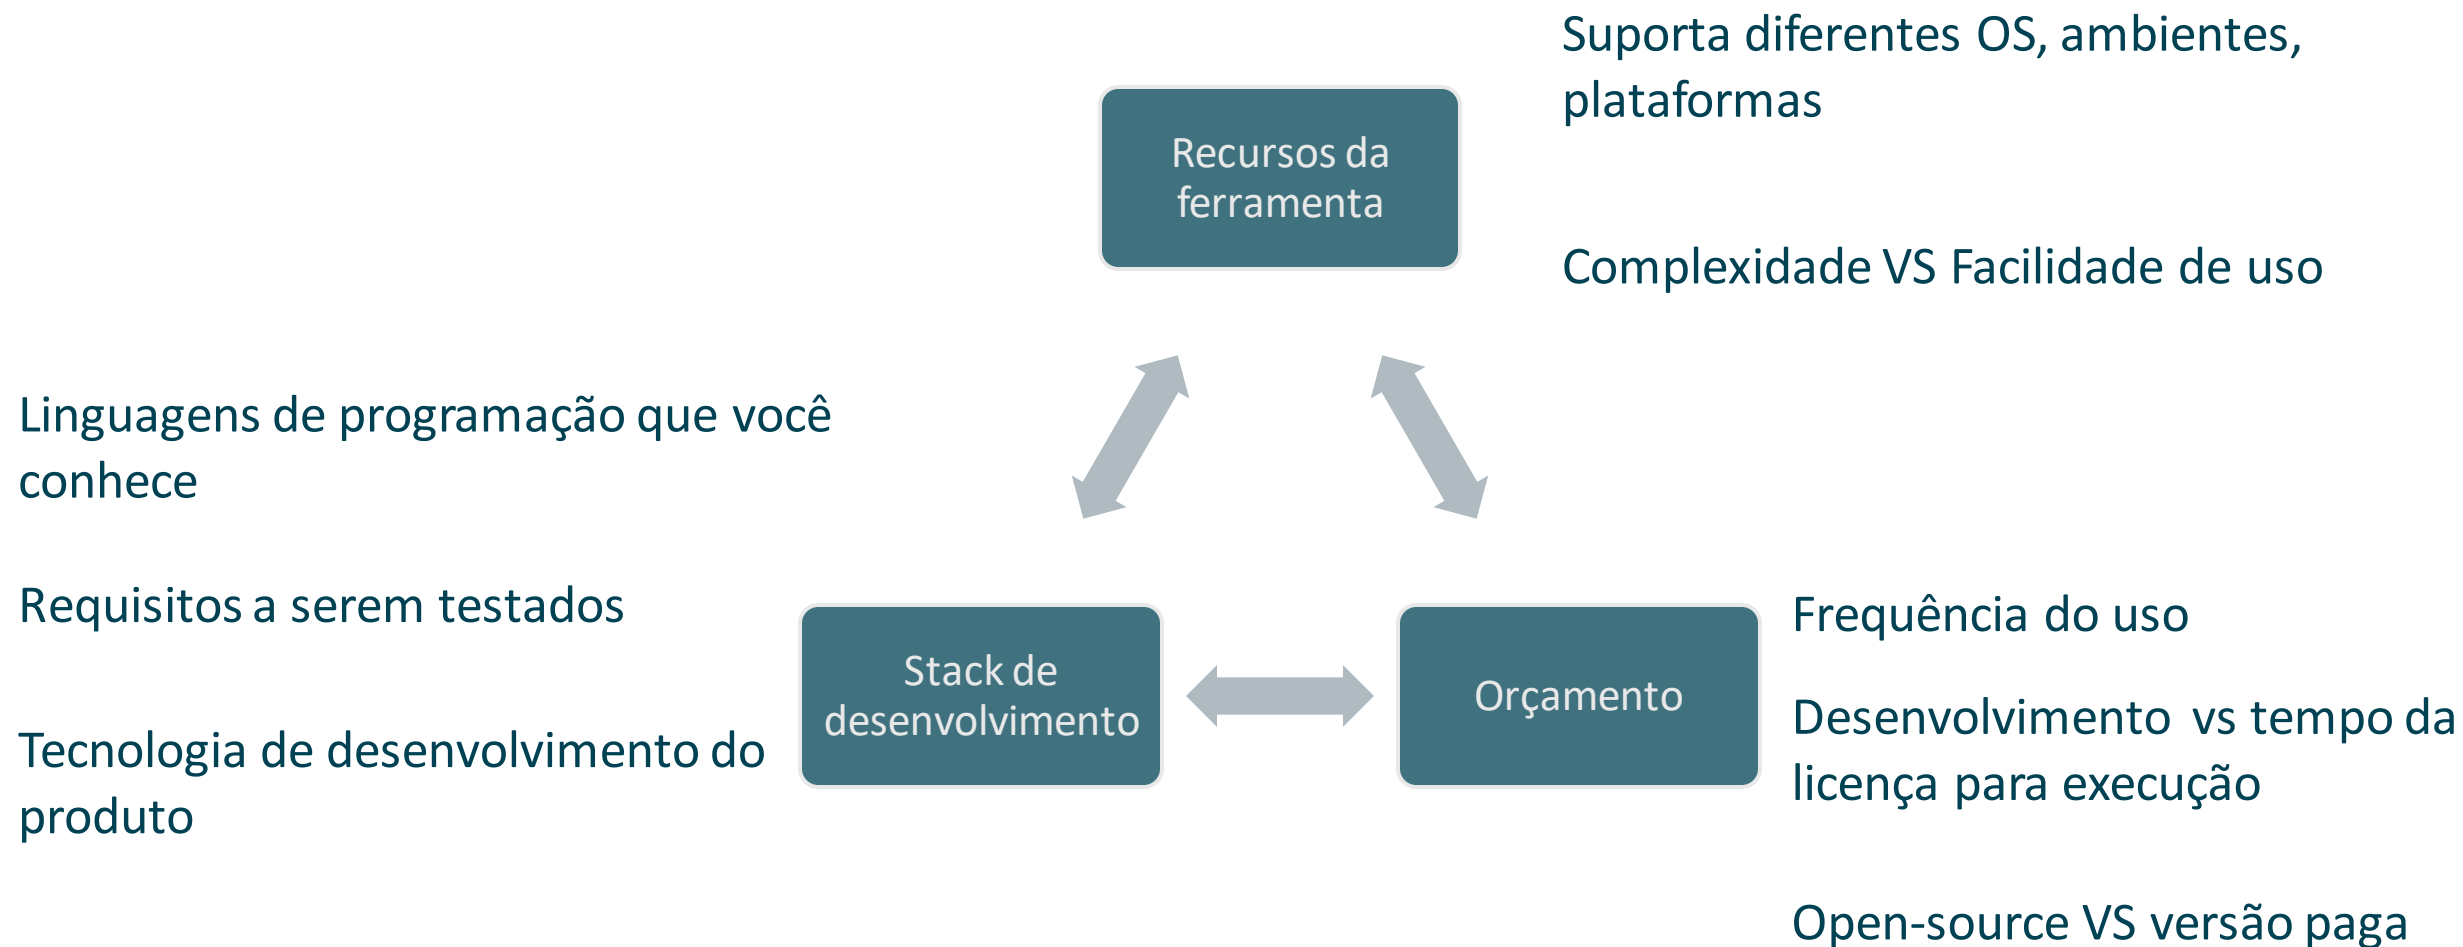 Suporta diferentes OS, ambientes,
plataformas
Recursos da
ferramenta
Complexidade VS Facilidade de uso
Linguagens de programação que você
conhece
Requisitos a serem testados
Tecnologia de desenvolvimento do
produto
Stack de
desenvolvimento
Orçamento
Frequência do uso
Desenvolvimento vs tempo da
licença para execução
Open-source VS versão paga